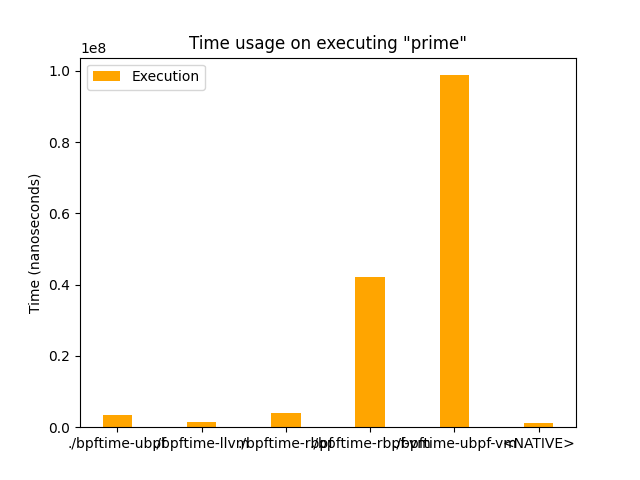 Time usage on executing "prime"
1e8
Execution
Time (nanoseconds)
1.0
0.8
0.6
0.4
0.2
0.0
./bpftime-ubpf ./bpftime-llvm ./bpftime-rbpf ./bpftime-rbpf-vm ./bpftime-ubpf-vm <NATIVE>